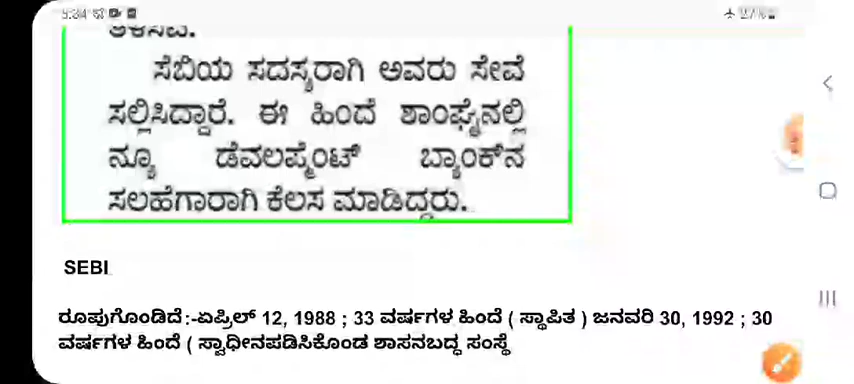 ಸೆಬಿಯ ಸದಸ್ಯರಾಗಿ ಅವರು ಸೇವೆ
ಸಲ್ಲಿಸಿದ್ದಾರೆ. ಈ ಹಿಂದೆ ಶಾಂಘೈನಲ್ಲಿ
ನ್ಯೂ ಡೆವಲಪ್ಮೆಂಟ್ ಬ್ಯಾಂಕ್‌ನ
ಸಲಹೆಗಾರಾಗಿ ಕೆಲಸ ಮಾಡಿದ್ದರು.
SEBI
ರೂಪುಗೊಂಡಿದೆ:-ಏಪ್ರಿಲ್ 12, 1988 ; 33 ವರ್ಷಗಳ ಹಿಂದೆ ( ಸ್ಥಾಪಿತ ) ಜನವರಿ 30, 1992 ; 30
ವರ್ಷಗಳ ಹಿಂದೆ ( ಸ್ವಾಧೀನಪಡಿಸಿಕೊಂಡ ಶಾಸನಬದ್ಧ ಸಂಸ್ಥೆ